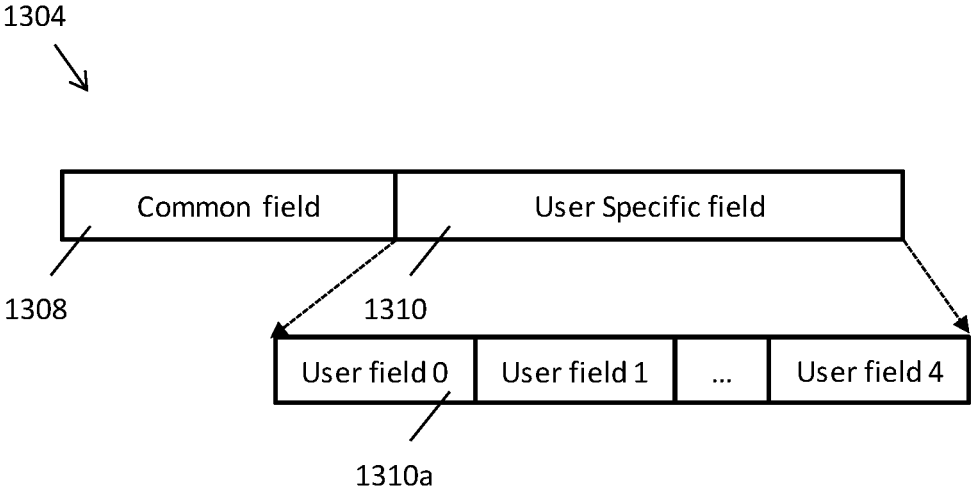 1304
Common field
User Specific field
1308
1310
User field 0
User field 1
...
User field 4
1310a